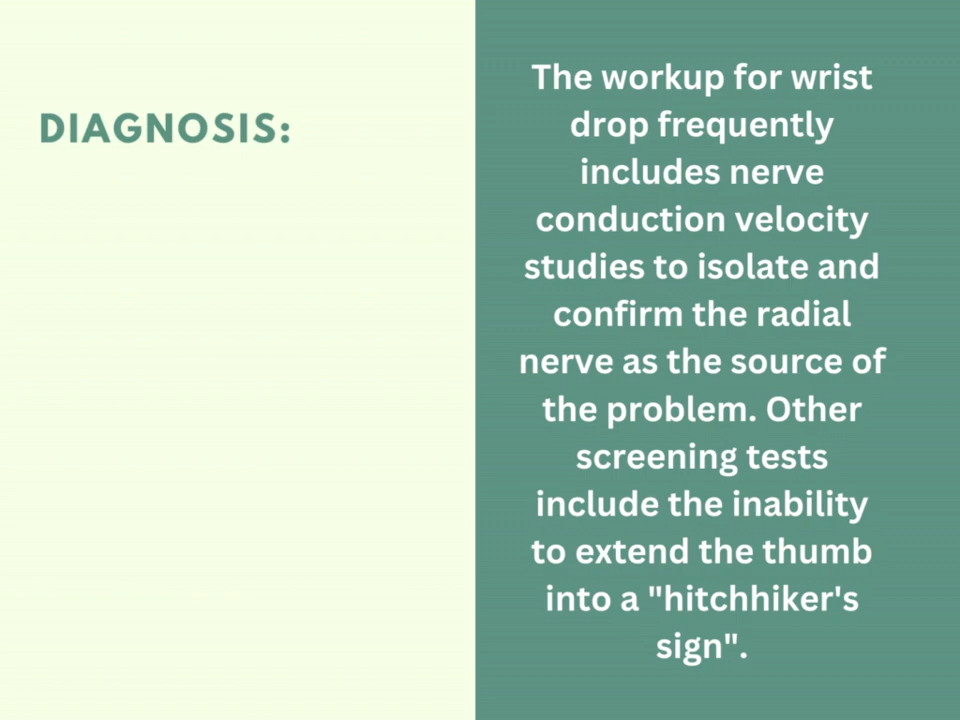 DIAGNOSIS:
The workup for wrist
drop frequently
includes nerve
conduction velocity
studies to isolate and
confirm the radial
nerve as the source of
the problem. Other
screening tests
include the inability
to extend the thumb
into a "hitchhiker's
sign".